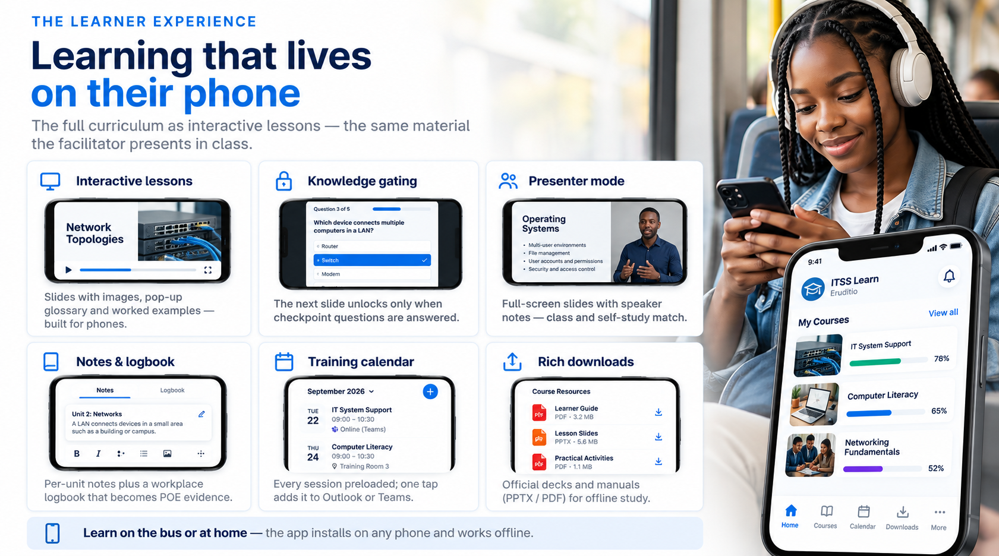 THE LEARNER EXPERIENCE
Learning that lives
on their phone
The full curriculum as interactive lessons — the same material
the facilitator presents in class.
Interactive lessons
Network
Topologies
Slides with images, pop-up
glossary and worked examples —
built for phones.
Knowledge gating
Question 3 of 5
Which device connects multiple
computers in a LAN?
Router
Switch
Modem
The next slide unlocks only when
checkpoint questions are answered.
Presenter mode
Operating
Systems
• Multi-user environments
• File management
• User accounts and permissions
• Security and access control
Full-screen slides with speaker
notes — class and self-study match.
Notes & logbook
Notes
Logbook
Unit 2: Networks
A LAN connects devices in a small area
such as a building or campus.
B I
Per-unit notes plus a workplace
logbook that becomes POE evidence.
Training calendar
September 2026
TUE
22
IT System Support
09:00 – 10:30
Online (Teams)
THU
24
Computer Literacy
09:00 – 10:30
Training Room 3
Every session preloaded; one tap
adds it to Outlook or Teams.
Rich downloads
Course Resources
Learner Guide
PDF • 3.2 MB
Lesson Slides
PPTX • 5.6 MB
Practical Activities
PDF • 1.1 MB
Official decks and manuals
(PPTX / PDF) for offline study.
Learn on the bus or at home — the app installs on any phone and works offline.
9:41
ITSS Learn
Eruditio
My Courses
View all
IT System Support
78%
Computer Literacy
65%
Networking
Fundamentals
52%
Home
Courses
Calendar
Downloads
More